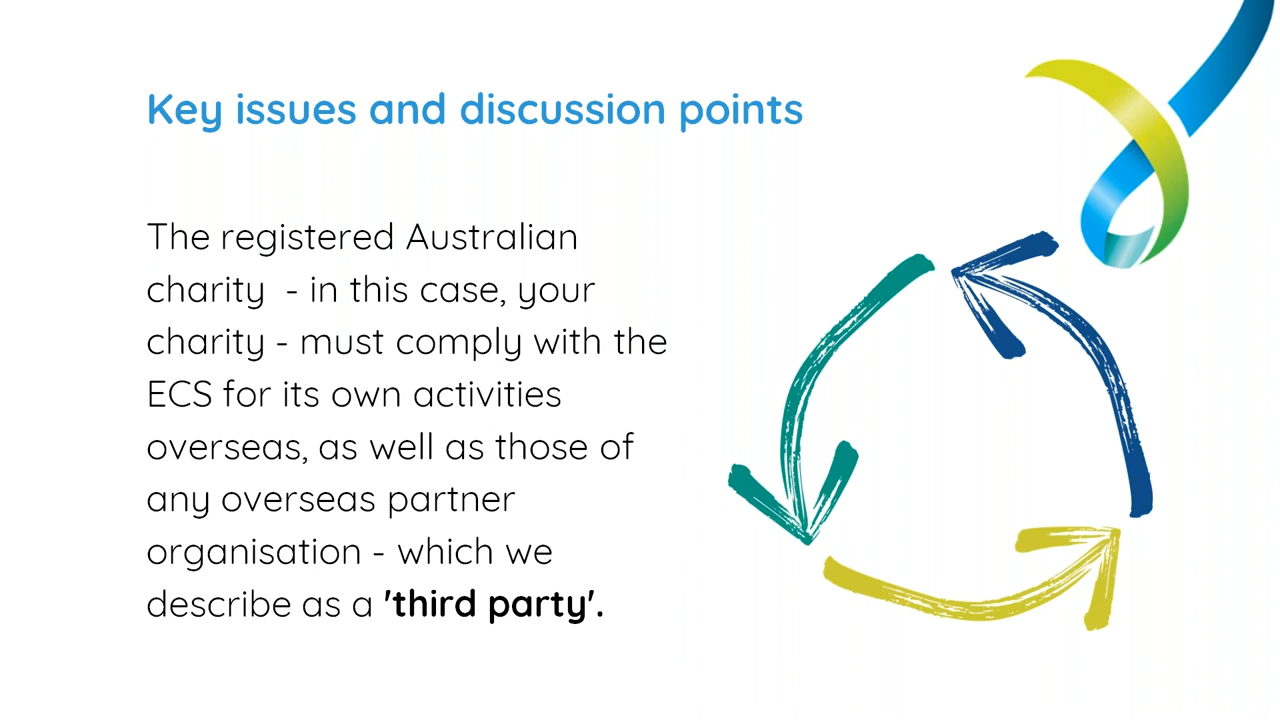 Key issues and discussion points
The registered Australian
charity - in this case, your
charity - must comply with the
ECS for its own activities
overseas, as well as those of
any overseas partner
organisation - which we
describe as a 'third party'.